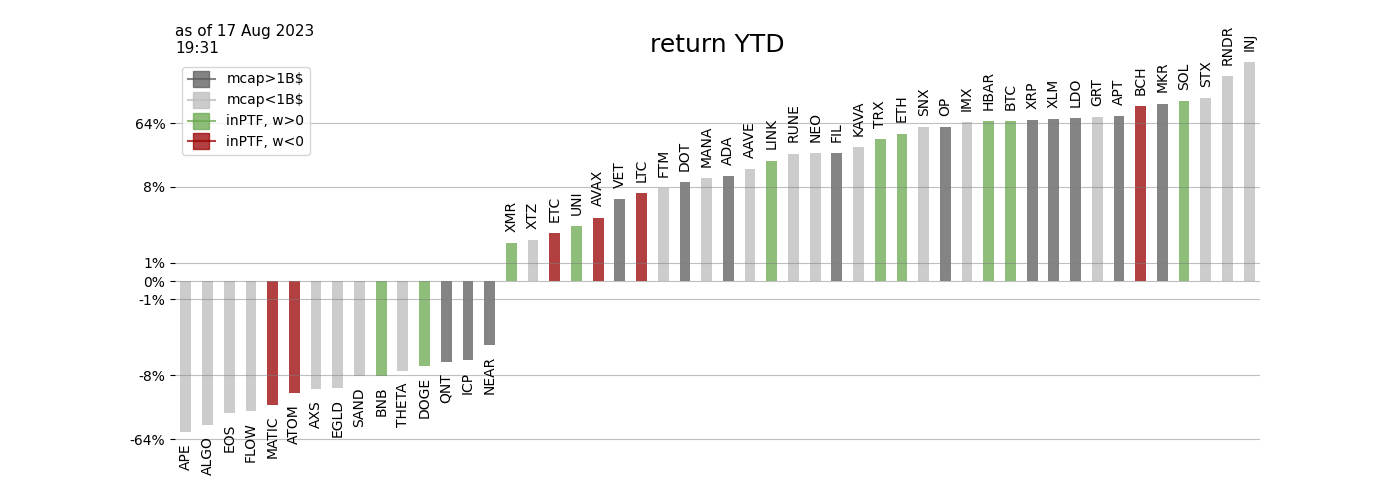 as of 17 Aug 2023
19:31
return YTD
mcap>1B$
mcap<1B$
inPTF, w>0
inPTF, w<0
64%
8%
1%
0%
-1%
-8%
-64%
APE
ALGO
EOS
FLOW
MATIC
ATOM
AXS
EGLD
SAND
BNB
THETA
DOGE
QNT
ICP
NEAR
XMR
XTZ
ETC
UNI
AVAX
VET
LTC
FTM
DOT
MANA
ADA
AAVE
LINK
RUNE
NEO
FIL
KAVA
TRX
ETH
SNX
OP
IMX
HBAR
BTC
XRP
XLM
LDO
GRT
APT
BCH
MKR
SOL
STX
RNDR
INJ